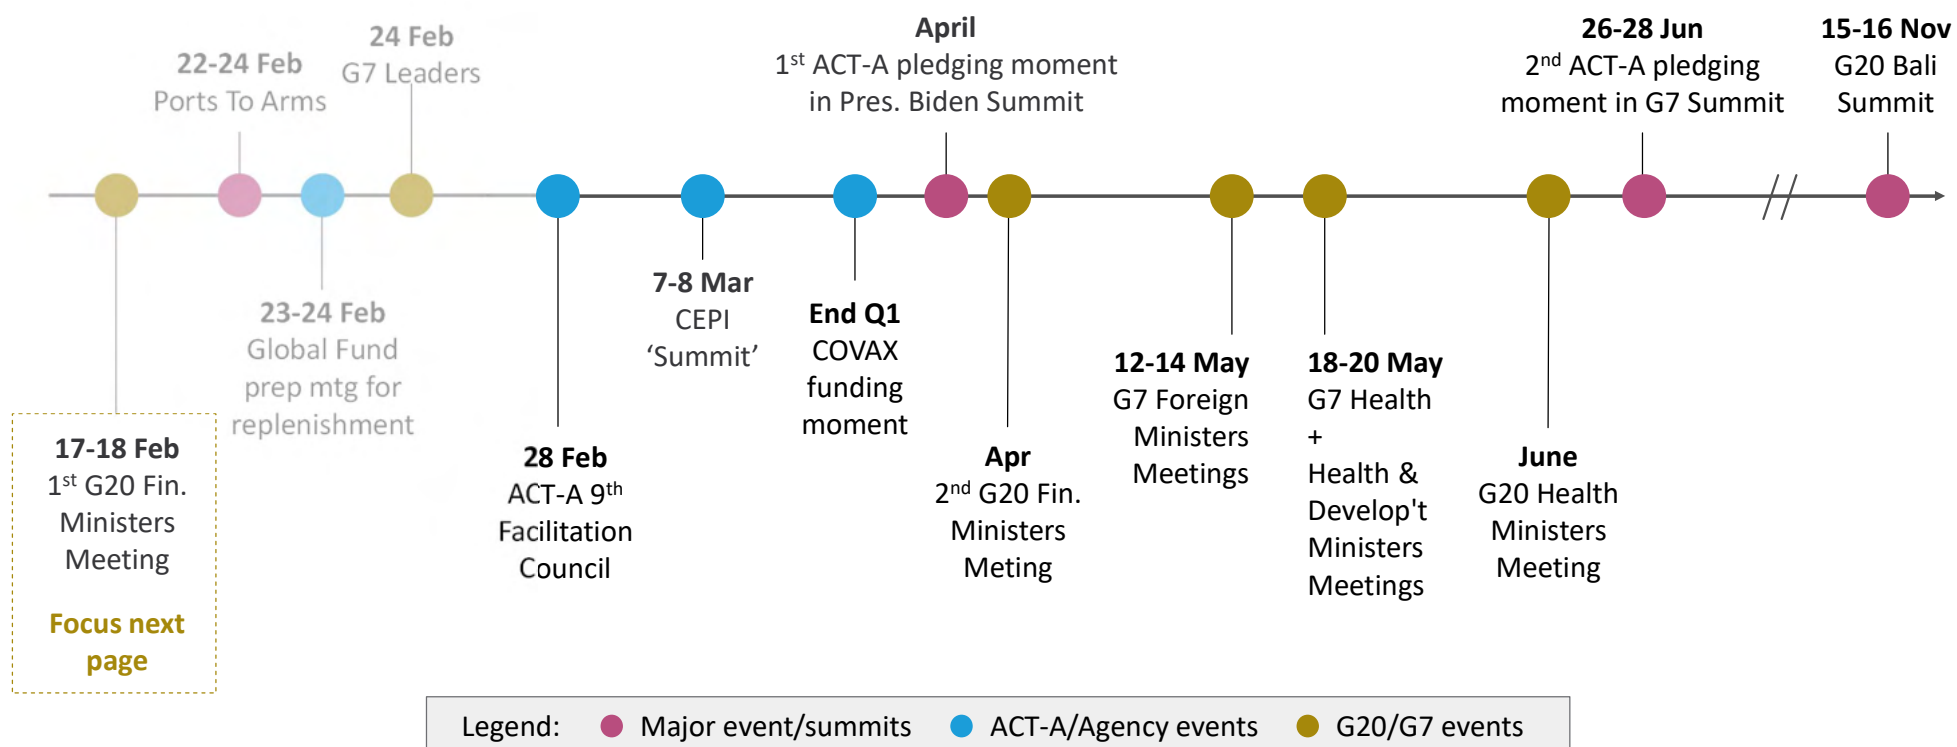 22-24 Feb
Ports To Arms
24 Feb
G7 Leaders
April
1st ACT-A pledging moment
in Pres. Biden Summit
26-28 Jun
2nd ACT-A pledging
moment in G7 Summit
15-16 Nov
G20 Bali
Summit
17-18 Feb
1st G20 Fin.
Ministers
Meeting
Focus next
page
23-24 Feb
Global Fund
prep mtg for
replenishment
28 Feb
ACT-A 9th
Facilitation
Council
7-8 Mar
CEPI
‘Summit’
End Q1
COVAX
funding
moment
Apr
2nd G20 Fin.
Ministers
Meting
12-14 May
G7 Foreign
Ministers
Meetings
18-20 May
G7 Health
+
Health &
Develop't
Ministers
Meetings
June
G20 Health
Ministers
Meeting
Legend: Major event/summits ACT-A/Agency events G20/G7 events